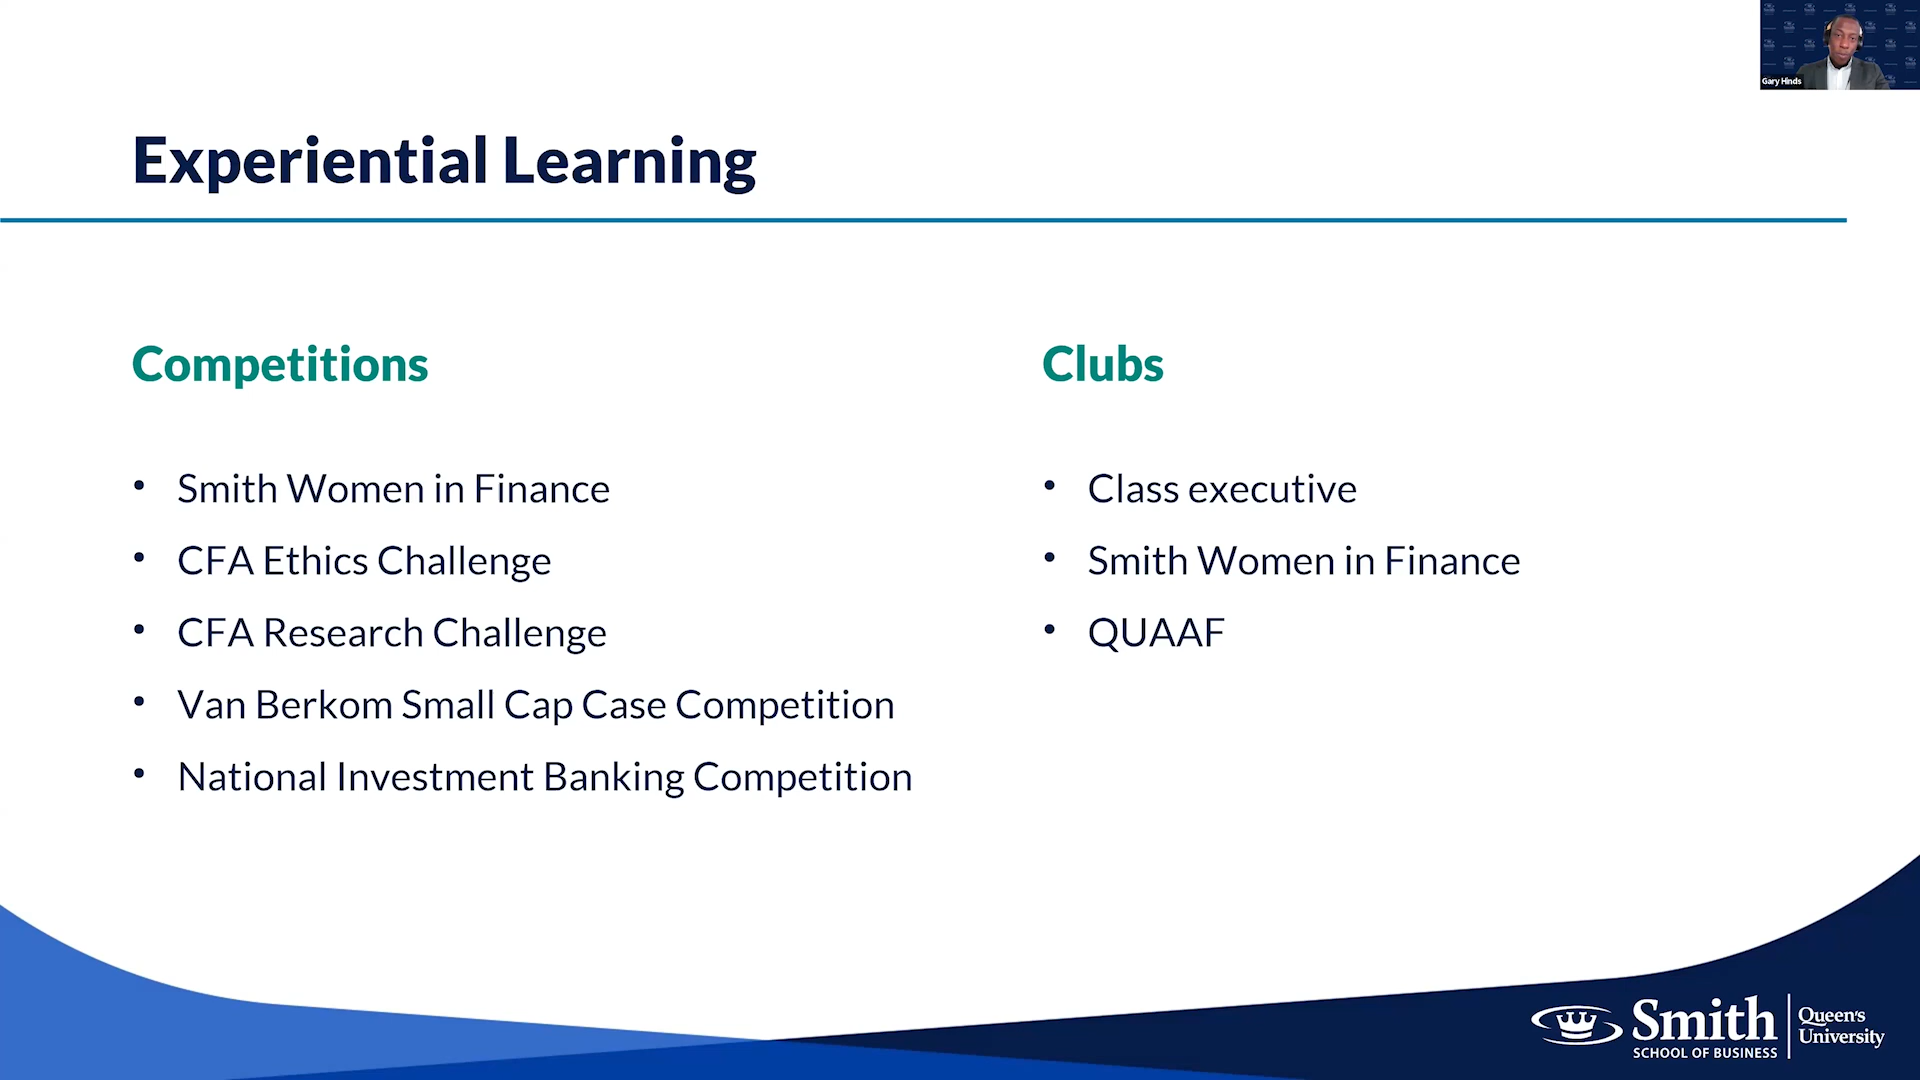 Gary Hinds
Experiential Learning
Competitions
• Smith Women in Finance
• CFA Ethics Challenge
• CFA Research Challenge
• Van Berkom Small Cap Case Competition
• National Investment Banking Competition
Clubs
• Class executive
• Smith Women in Finance
• QUAAF
Smith
SCHOOL OF BUSINESS
Queen's
University